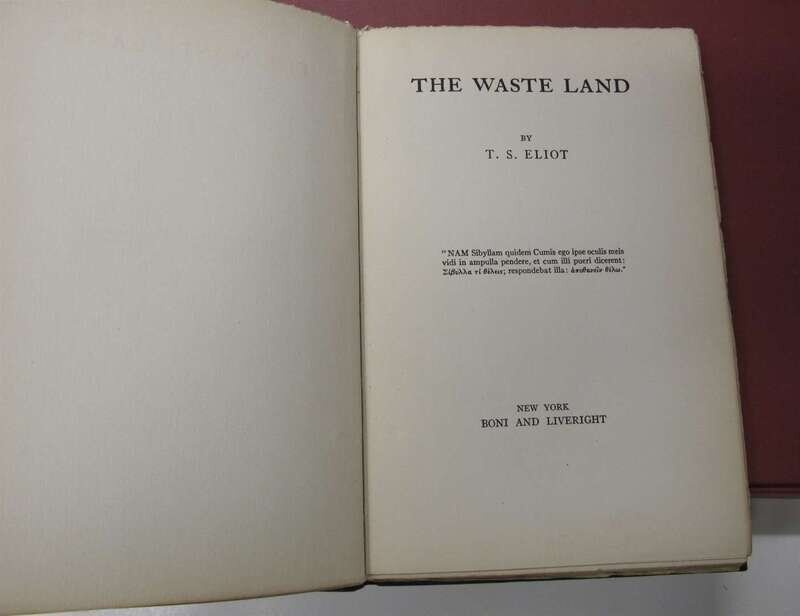 THE WASTE LAND
BY
T. S. ELIOT
"NAM Sibyllam quidem Cumis ego ipse oculis meis
vidi in ampulla pendere, et cum illi pueri dicerent:
Σίβυλλα τί θέλεις; respondebat illa: ἀποθανεῖν θέλω."
NEW YORK
BONI AND LIVERIGHT